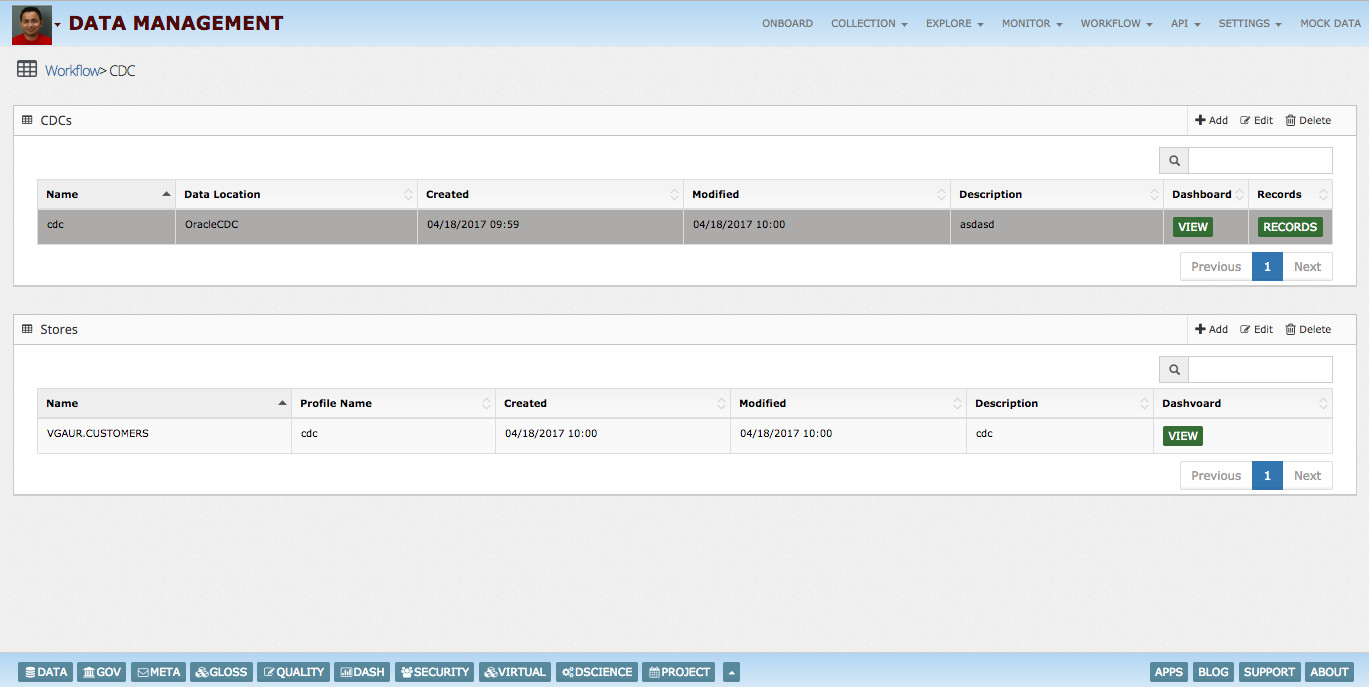 DATA MANAGEMENT ONBOARD COLLECTION EXPLORE MONITOR WORKFLOW API SETTINGS MOCK DATA
Workflow> CDC
CDCs Add Edit Delete
Name Data Location Created Modified Description Dashboard Records
cdc OracleCDC 04/18/2017 09:59 04/18/2017 10:00 asdasd VIEW RECORDS
Previous 1 Next
Stores Add Edit Delete
Name Profile Name Created Modified Description Dashvoard
VGAUR.CUSTOMERS cdc 04/18/2017 10:00 04/18/2017 10:00 cdc VIEW
Previous 1 Next
DATA GOV META GLOSS QUALITY DASH SECURITY VIRTUAL DSCIENCE PROJECT APPS BLOG SUPPORT ABOUT